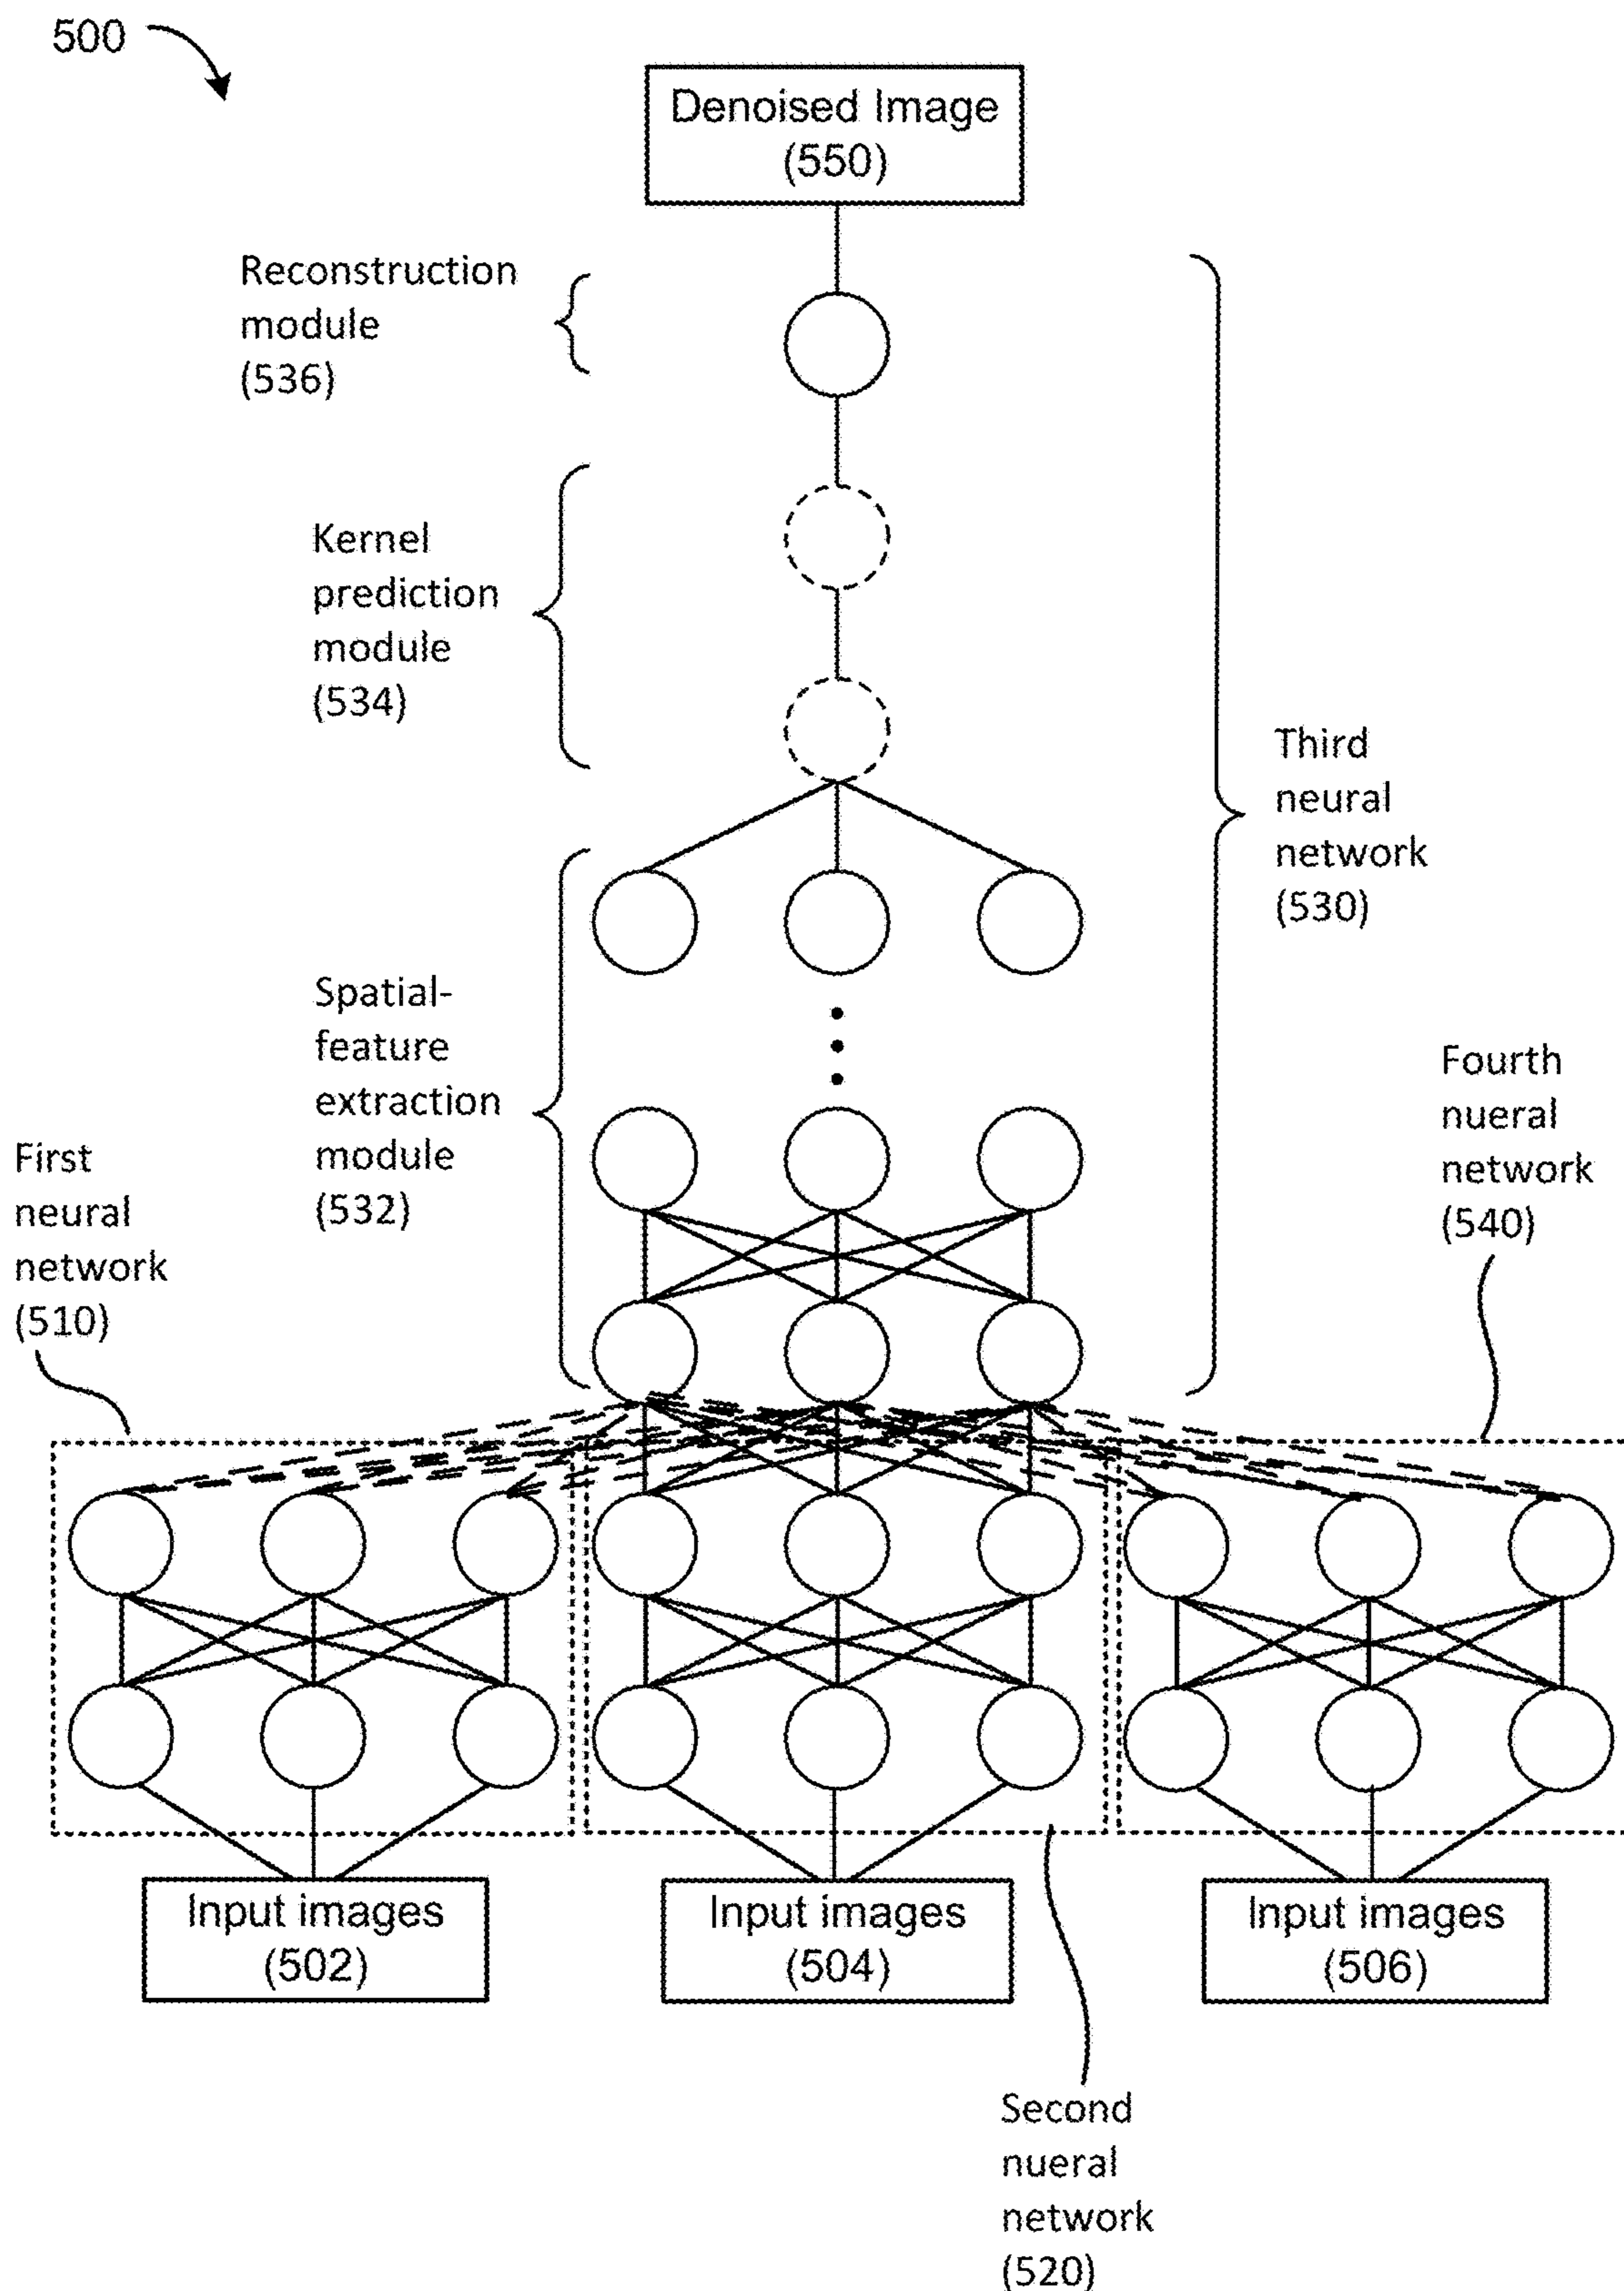 500
Denoised Image
(550)
Reconstruction
module
(536)
Kernel
prediction
module
(534)
Third
neural
network
(530)
Spatial-
feature
extraction
module
(532)
Fourth
nueral
network
(540)
First
neural
network
(510)
Input images
(502)
Input images
(504)
Input images
(506)
Second
nueral
network
(520)